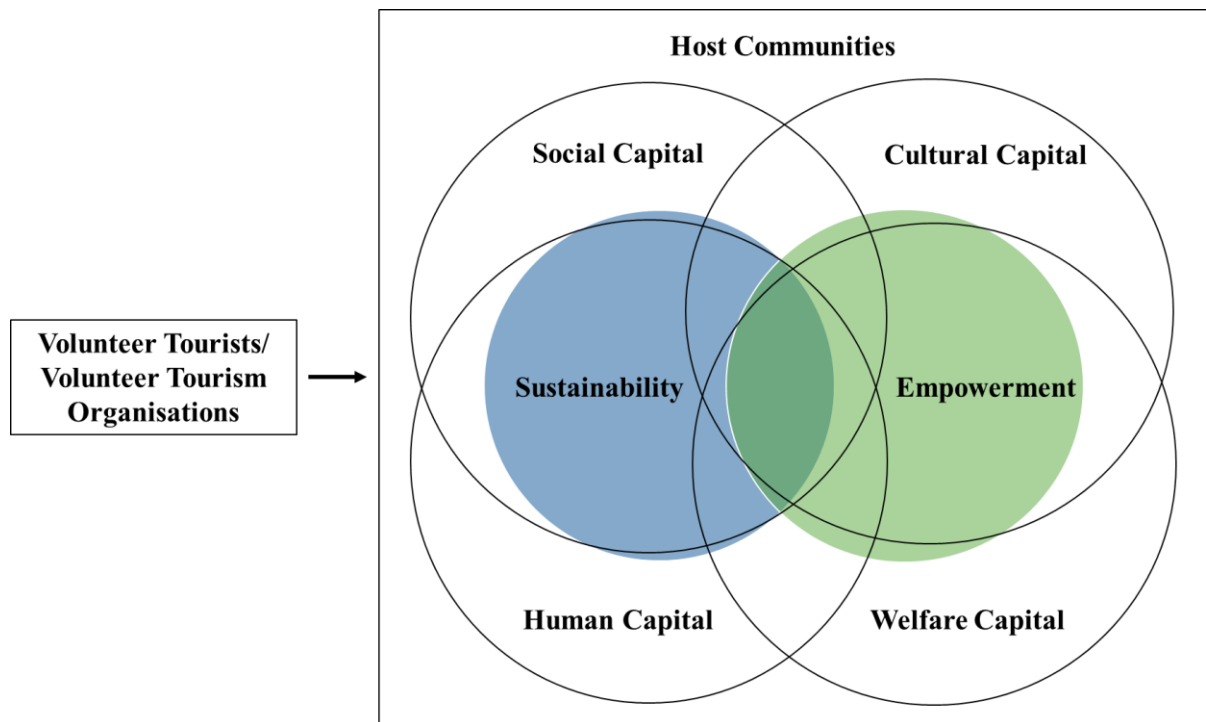 Host Communities
Social Capital
Cultural Capital
Volunteer Tourists/
Volunteer Tourism
Organisations
Sustainability
Empowerment
Human Capital
Welfare Capital